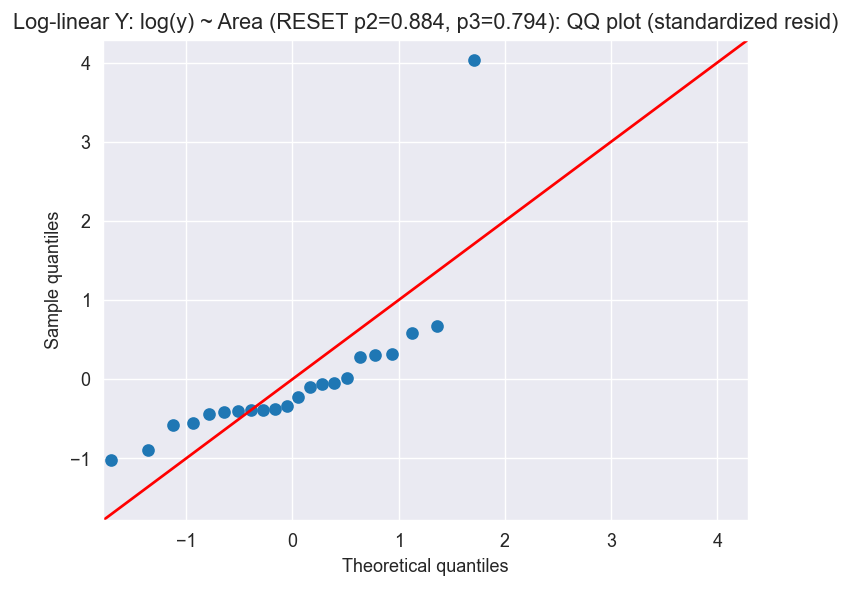 Log-linear Y: log(y) ~ Area (RESET p2=0.884, p3=0.794): QQ plot (standardized resid)
4
3
2
1
0
−1
Sample quantiles
−1 0 1 2 3 4
Theoretical quantiles